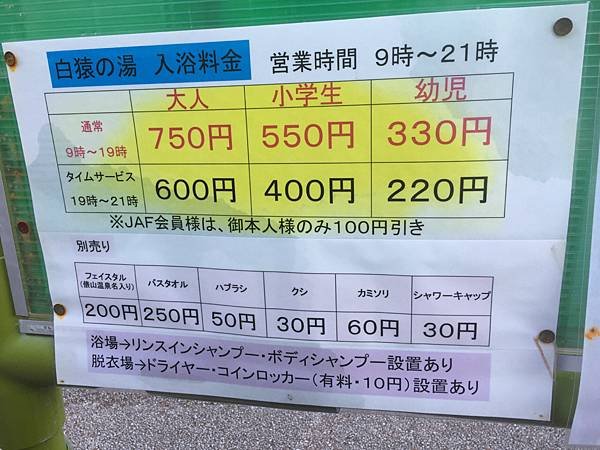 白猿の湯 入浴料金 営業時間 9時～21時
大人 小学生 幼児
通常 9時～19時 750円 550円 330円
タイムサービス 19時～21時 600円 400円 220円
※JAF会員様は、御本人様のみ100円引き
別売り
フェイスタル (俵山温泉名入り) バスタオル ハブラシ クシ カミソリ シャワーキャップ
200円 250円 50円 30円 60円 30円
浴場→リンスインシャンプー・ボディシャンプー設置あり
脱衣場→ドライヤー・コインロッカー(有料・10円)設置あり